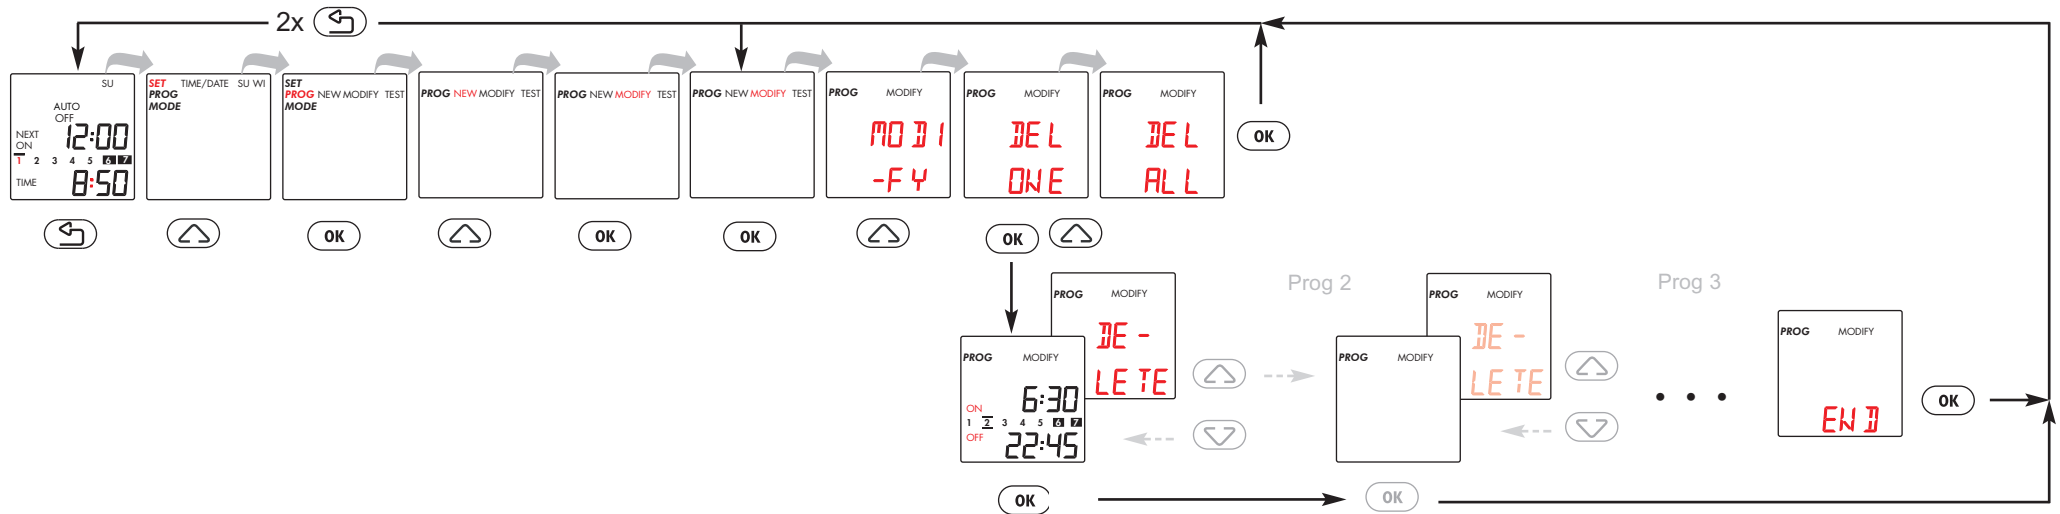 2x
SU
AUTO
OFF
NEXT
ON
12:00
1 2 3 4 5 6 7
TIME
8:50
SET TIME/DATE SU WI
PROG
MODE
SET
PROG NEW MODIFY TEST
MODE
PROG NEW MODIFY TEST
PROG NEW MODIFY TEST
PROG NEW MODIFY TEST
PROG MODIFY
MODI
-FY
PROG MODIFY
DEL
ONE
PROG MODIFY
DEL
ALL
OK
OK
OK
OK
OK
PROG MODIFY
DE-
LETE
Prog 2
PROG MODIFY
DE-
LETE
Prog 3
PROG MODIFY
6:30
ON
1 2 3 4 5 6 7
OFF
22:45
PROG MODIFY
PROG MODIFY
END
OK
OK
OK